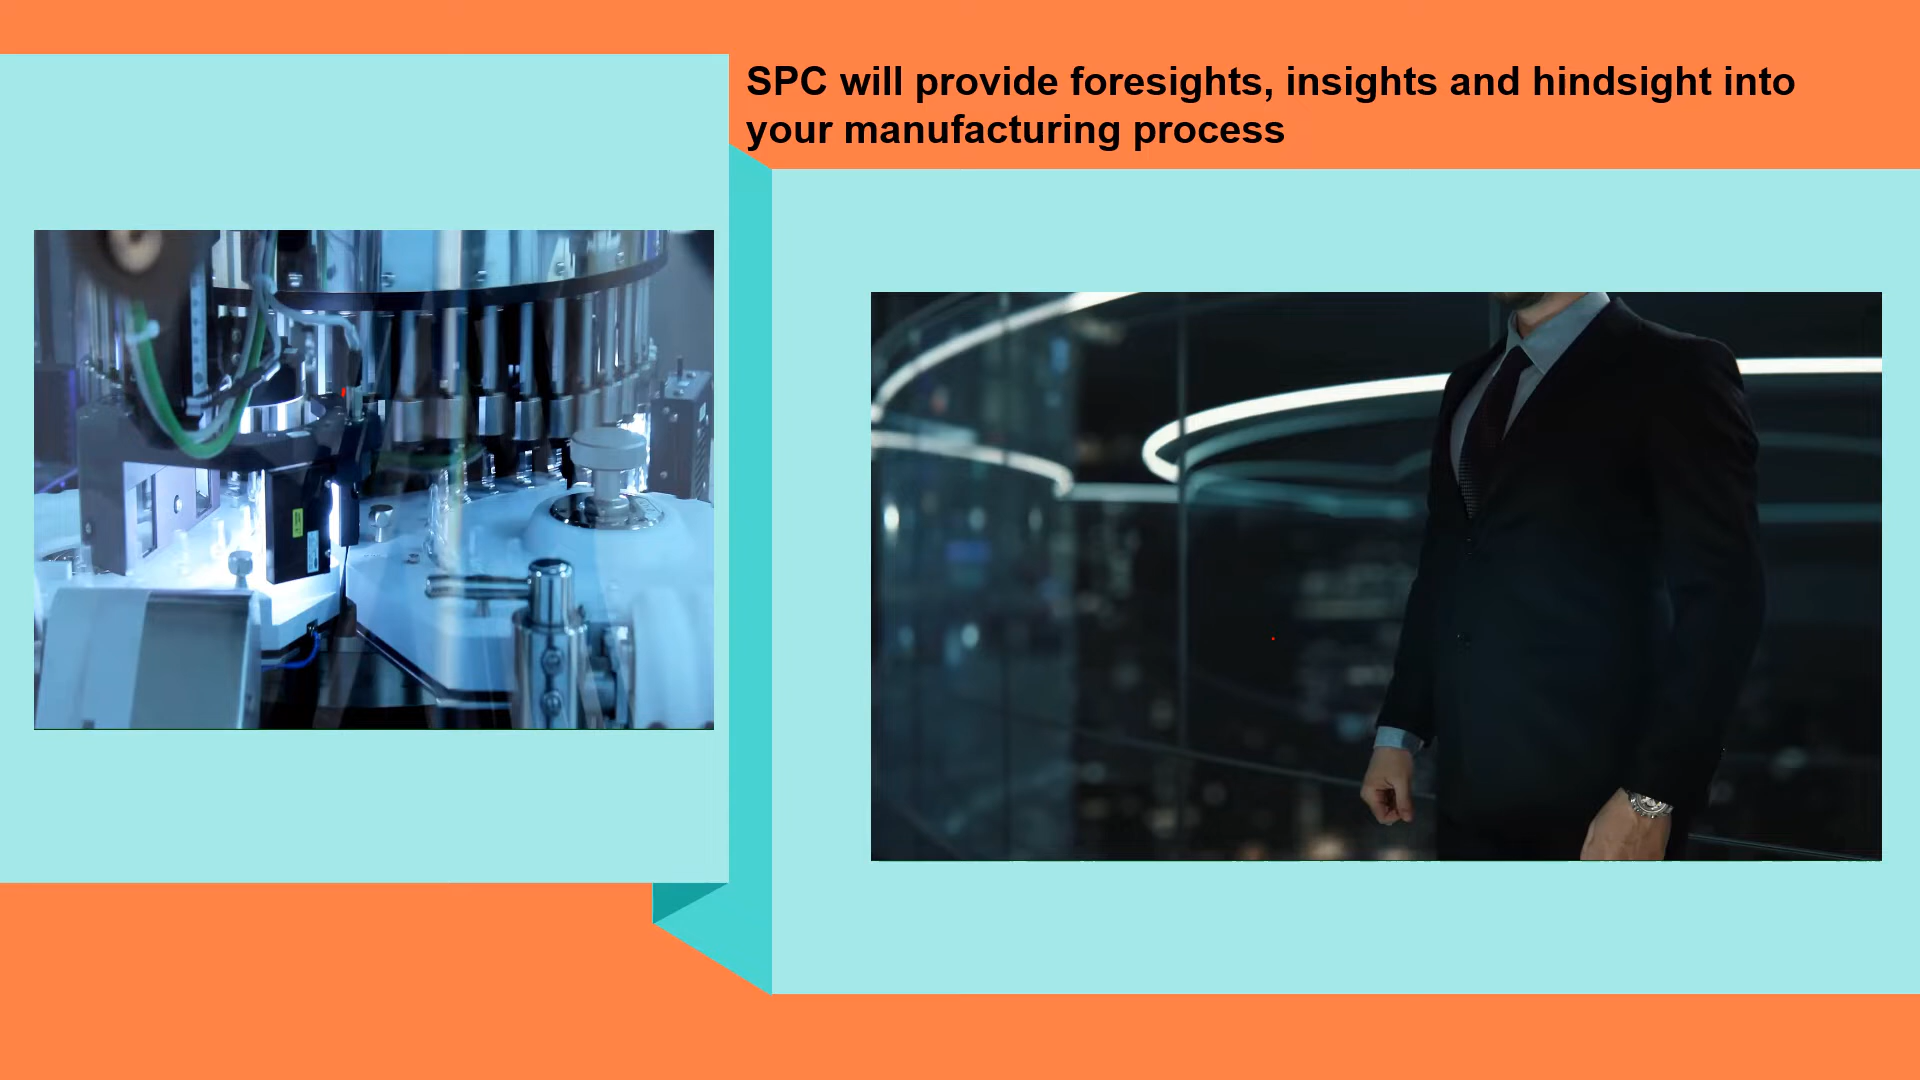 SPC will provide foresights, insights and hindsight into
your manufacturing process